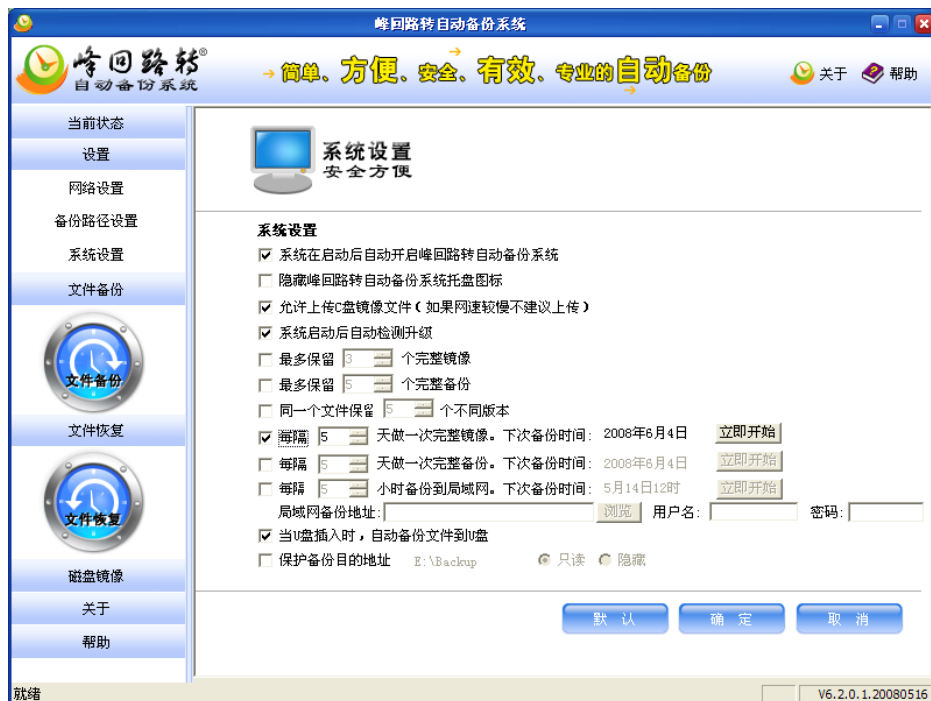 峰回路转自动备份系统
峰回路转®
自动备份系统
简单、方便、安全、有效、专业的自动备份
关于
帮助
当前状态
设置
网络设置
备份路径设置
系统设置
文件备份
文件备份
文件恢复
文件恢复
磁盘镜像
关于
帮助
系统设置
安全方便
系统设置
系统在启动后自动开启峰回路转自动备份系统
隐藏峰回路转自动备份系统托盘图标
允许上传C盘镜像文件(如果网速较慢不建议上传)
系统启动后自动检测升级
最多保留 3 个完整镜像
最多保留 5 个完整备份
同一个文件保留 5 个不同版本
每隔 5 天做一次完整镜像。下次备份时间: 2008年6月4日 立即开始
每隔 5 天做一次完整备份。下次备份时间: 2008年6月4日 立即开始
每隔 5 小时备份到局域网。下次备份时间: 5月14日12时 立即开始
局域网备份地址: 浏览 用户名: 密码:
当U盘插入时,自动备份文件到U盘
保护备份目的地址 E:\Backup 只读 隐藏
默认 确定 取消
就绪
V6.2.0.1.20080516